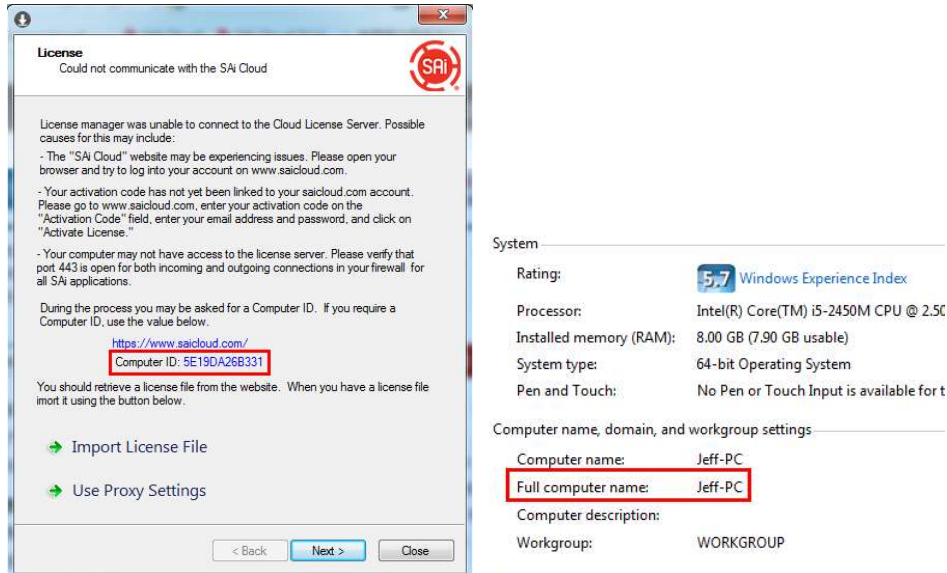 License
Could not communicate with the SAi Cloud
SAi
License manager was unable to connect to the Cloud License Server. Possible
causes for this may include:
- The "SAi Cloud" website may be experiencing issues. Please open your
browser and try to log into your account on www.saicloud.com.
- Your activation code has not yet been linked to your saicloud.com account.
Please go to www.saicloud.com, enter your activation code on the
"Activation Code" field, enter your email address and password, and click on
"Activate License."
- Your computer may not have access to the license server. Please verify that
port 443 is open for both incoming and outgoing connections in your firewall for
all SAi applications.
During the process you may be asked for a Computer ID. If you require a
Computer ID, use the value below.
https://www.saicloud.com/
Computer ID: 5E19DA26B331
You should retrieve a license file from the website. When you have a license file
imort it using the button below.
Import License File
Use Proxy Settings
< Back
Next >
Close
System
Rating:
5,7 Windows Experience Index
Processor:
Intel(R) Core(TM) i5-2450M CPU @ 2.50
Installed memory (RAM):
8.00 GB (7.90 GB usable)
System type:
64-bit Operating System
Pen and Touch:
No Pen or Touch Input is available for t
Computer name, domain, and workgroup settings
Computer name:
Jeff-PC
Full computer name:
Jeff-PC
Computer description:
Workgroup:
WORKGROUP